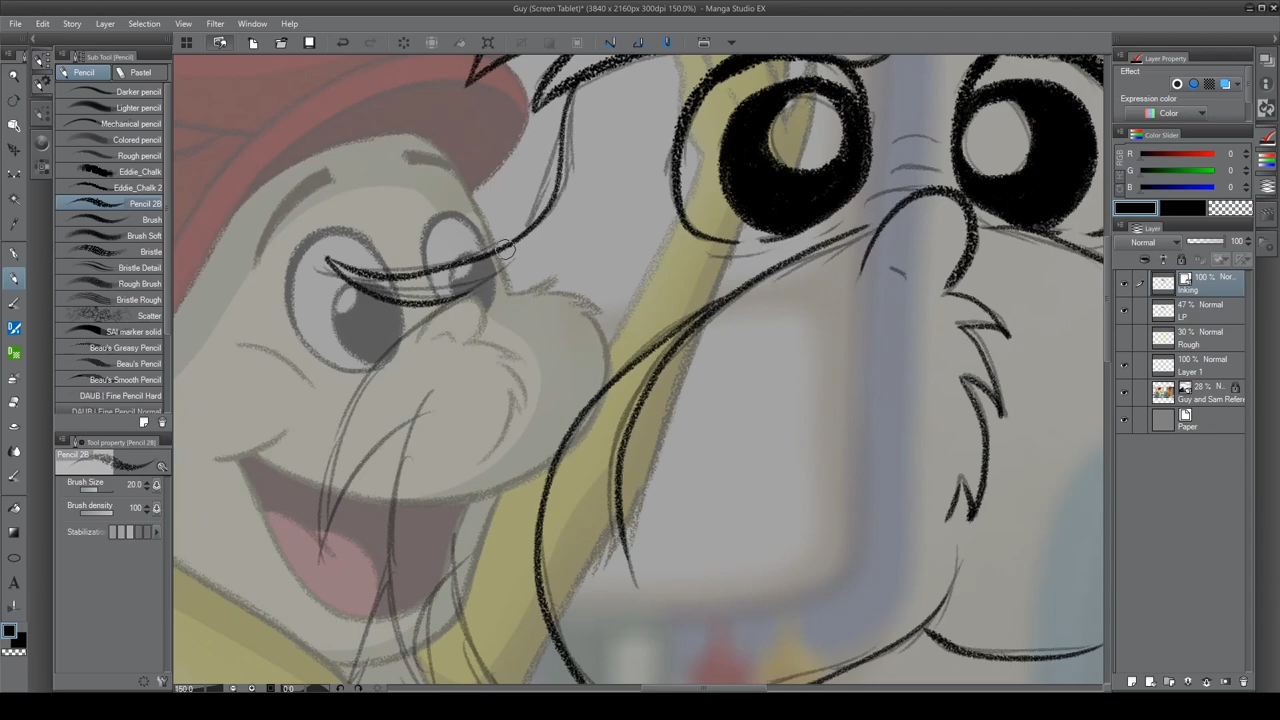 Guy (Screen Tablet)* (3840 x 2160px 300dpi 150.0%) - Manga Studio EX
File Edit Story Layer Selection View Filter Window Help
Sub Tool [Pencil]
Pencil Pastel
Darker pencil
Lighter pencil
Mechanical pencil
Colored pencil
Rough pencil
Eddie_Chalk
Eddie_Chalk 2
Pencil 2B
Brush
Brush Soft
Bristle
Bristle Detail
Bristle Rough
Scatter
SAI marker solid
Beau's Greasy Pencil
Beau's Pencil
Beau's Smooth Pencil
DAUB | Fine Pencil Hard
DAUB | Fine Pencil Normal
Tool property [Pencil 2B]
Pencil 2B
Brush Size 20.0
Brush density 100
Stabilization
150.0 0.0
Layer Property
Effect
Expression color
Color
Color Slider
RGB
R 0
G 0
B 0
Layer
Normal 100
100 % Nor...
Inking
47 % Normal
LP
30 % Normal
Rough
100 % Normal
Layer 1
28 % N..
Guy and Sam Refere
Paper